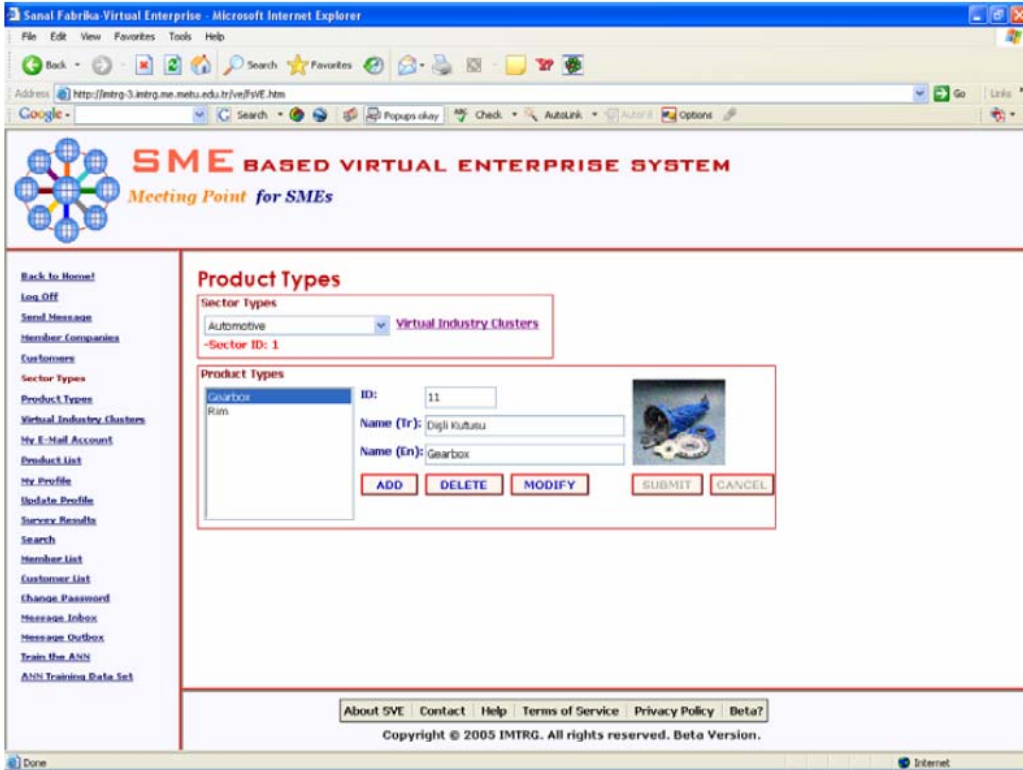 Sanal Fabrika-Virtual Enterprise - Microsoft Internet Explorer
File Edit View Favorites Tools Help
Back Search Favorites
Address http://imtrg-3.imtrg.me.metu.edu.tr/ve/FsVE.htm Go Links
Google Search Popups okay Check AutoLink AutoFill Options
SME BASED VIRTUAL ENTERPRISE SYSTEM
Meeting Point for SMEs
Back to Home!
Log Off
Send Message
Member Companies
Customers
Sector Types
Product Types
Virtual Industry Clusters
My E-Mail Account
Product List
My Profile
Update Profile
Survey Results
Search
Member List
Customer List
Change Password
Message Inbox
Message Outbox
Train the ANN
ANN Training Data Set
Product Types
Sector Types
Automotive Virtual Industry Clusters
-Sector ID: 1
Product Types
Gearbox
Rim
ID: 11
Name (Tr): Dişli Kutusu
Name (En): Gearbox
ADD DELETE MODIFY SUBMIT CANCEL
About SVE Contact Help Terms of Service Privacy Policy Beta?
Copyright © 2005 IMTRG. All rights reserved. Beta Version.
Done Internet